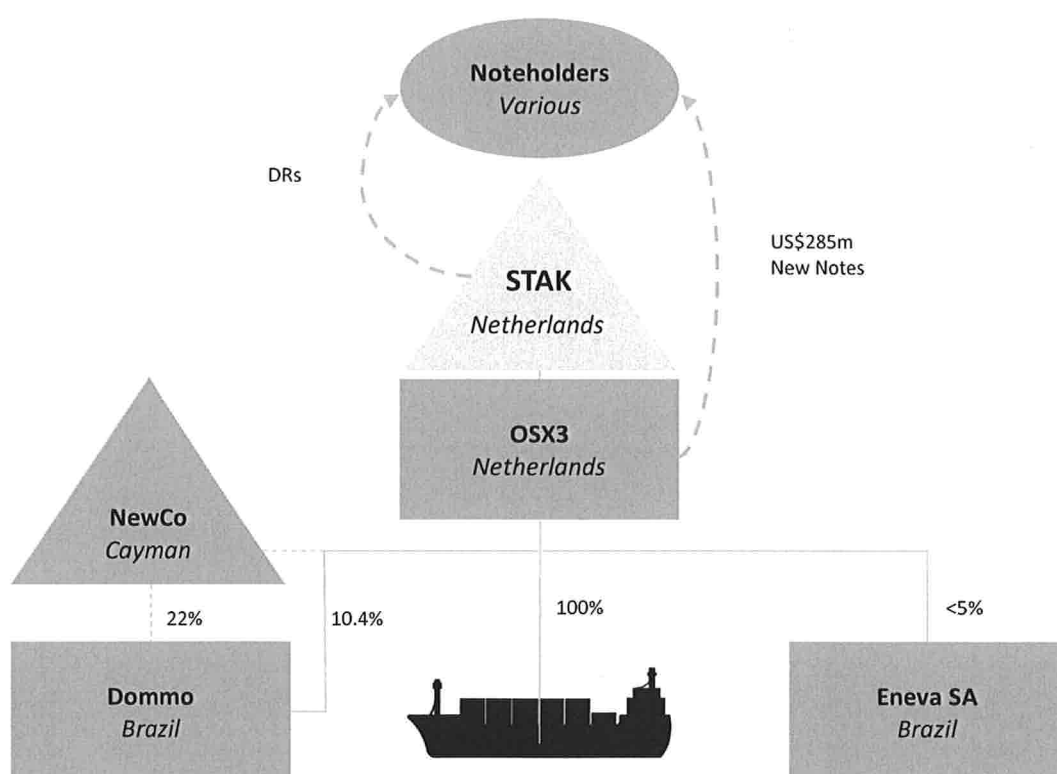 Noteholders
Various
DRs
US$285m
New Notes
STAK
Netherlands
OSX3
Netherlands
NewCo
Cayman
22%
10.4%
100%
<5%
Dommo
Brazil
Eneva SA
Brazil